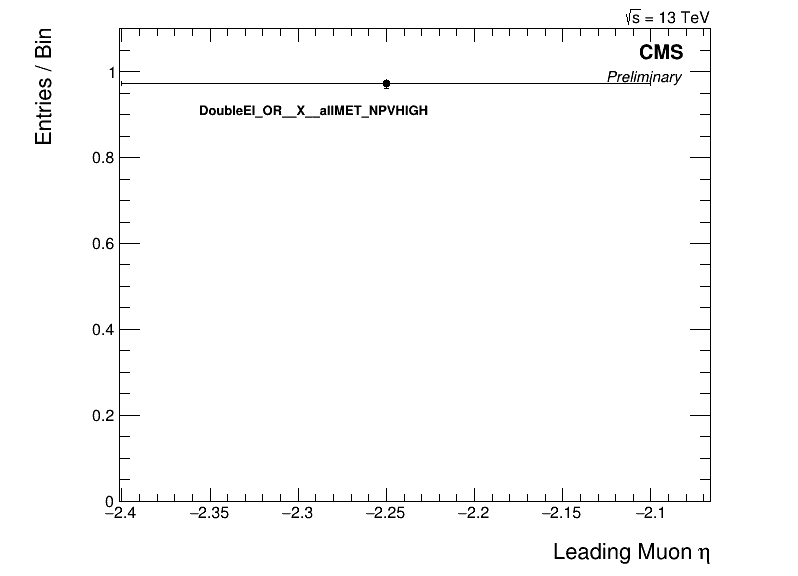 √s = 13 TeV
CMS
Preliminary
DoubleEl_OR__X__allMET_NPVHIGH
Entries / Bin
1
0.8
0.6
0.4
0.2
0
−2.4 −2.35 −2.3 −2.25 −2.2 −2.15 −2.1
Leading Muon η